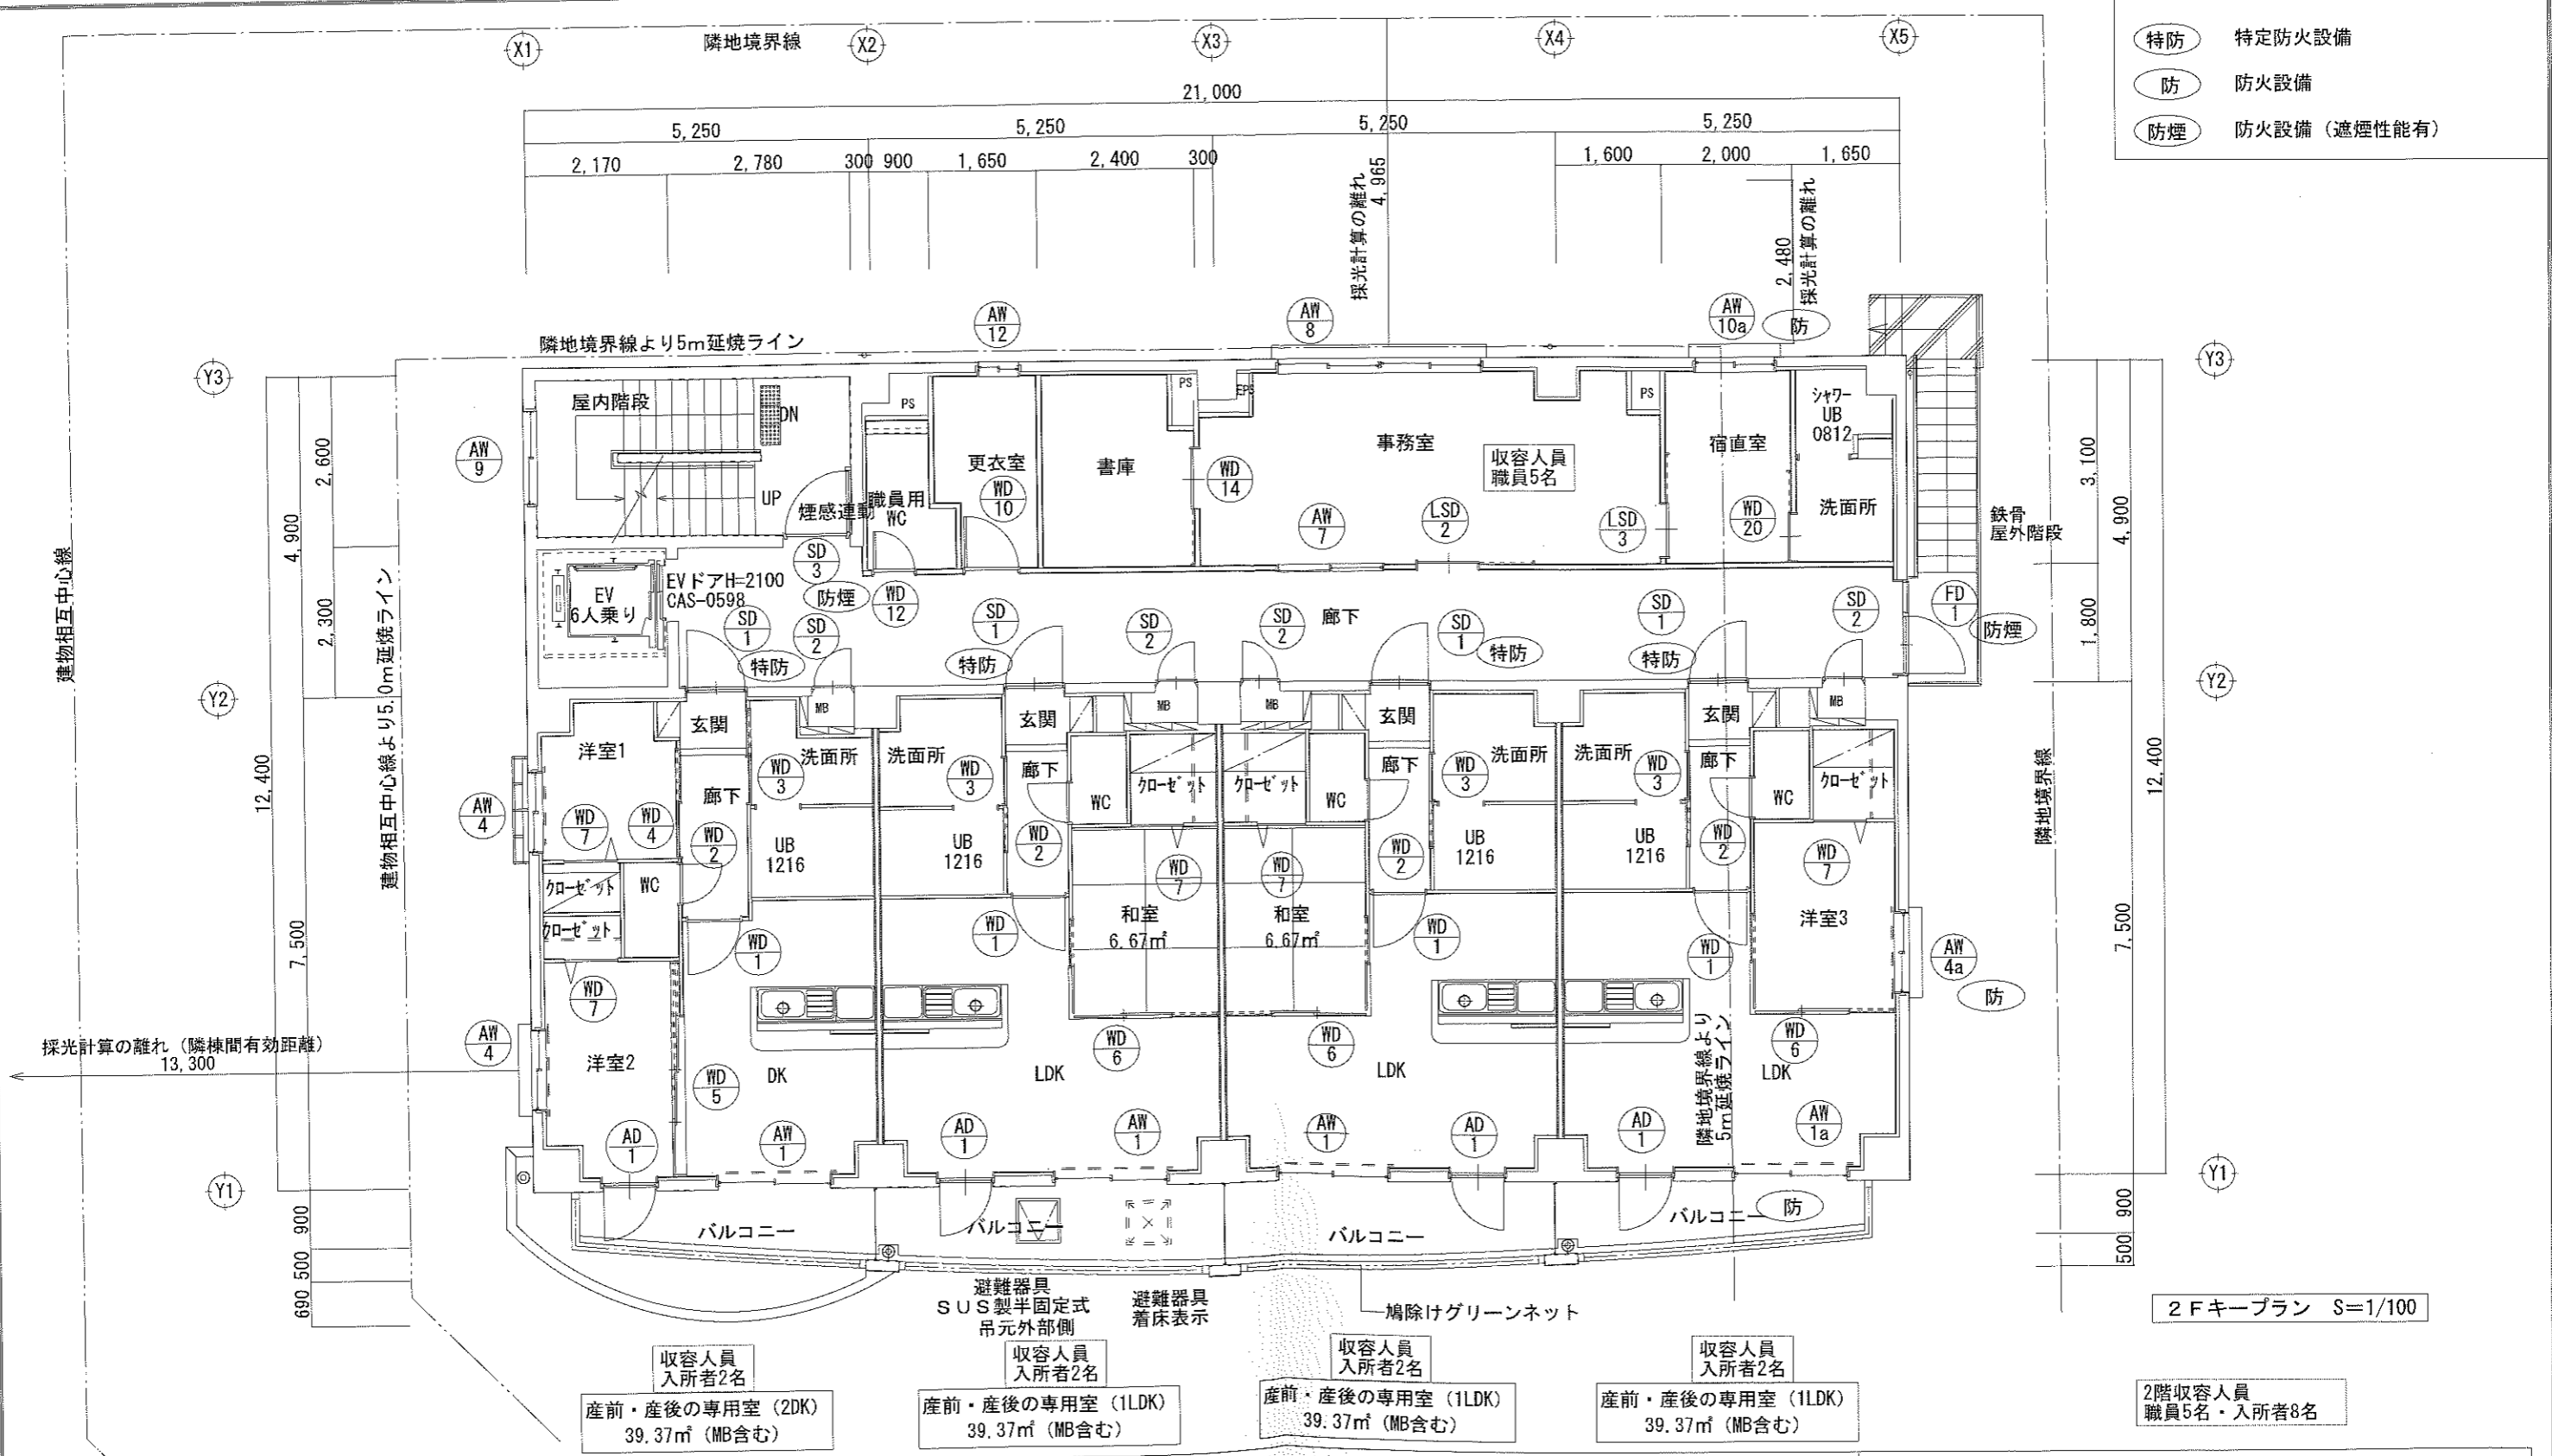 特防 特定防火設備
防 防火設備
防煙 防火設備（遮煙性能有）
X1
隣地境界線
X2
X3
X4
X5
21,000
5,250
5,250
5,250
5,250
2,170
2,780
300
900
1,650
2,400
300
1,600
2,000
1,650
採光計算の離れ
4,965
2,480
採光計算の離れ
AW
12
AW
8
AW
10a
防
隣地境界線より5m延焼ライン
Y3
Y3
屋内階段
DN
PS
PS
EPS
PS
シャワー
UB
0812
AW
9
更衣室
WD
10
書庫
WD
14
事務室
収容人員
職員5名
宿直室
UP
煙感連動
職員用
WC
AW
7
LSD
2
LSD
3
WD
20
洗面所
鉄骨
屋外階段
2,600
4,900
2,300
3,100
4,900
1,800
建物相互中心線
建物相互中心線より5.0m延焼ライン
EV
6人乗り
EVドアH=2100
CAS-0598
SD
3
防煙
WD
12
SD
1
SD
2
SD
1
SD
2
SD
2
廊下
SD
1
SD
1
SD
2
FD
1
防煙
特防
特防
特防
特防
Y2
Y2
MB
MB
MB
MB
洋室1
玄関
洗面所
洗面所
玄関
玄関
洗面所
洗面所
玄関
WD
3
WD
3
WD
3
WD
3
廊下
廊下
廊下
廊下
WC
クローゼット
クローゼット
WC
WC
クローゼット
12,400
7,500
12,400
7,500
隣地境界線
AW
4
WD
7
WD
4
WD
2
UB
1216
UB
1216
WD
2
WD
2
UB
1216
UB
1216
WD
2
WD
7
クローゼット
WC
クローゼット
WD
7
WD
7
和室
6.67㎡
和室
6.67㎡
洋室3
WD
1
WD
1
WD
1
WD
1
AW
4a
防
WD
7
採光計算の離れ（隣棟間有効距離）
13,300
AW
4
洋室2
WD
5
DK
LDK
WD
6
WD
6
LDK
隣地境界線より
5m延焼ライン
WD
6
LDK
AD
1
AW
1
AD
1
AW
1
AW
1
AD
1
AD
1
AW
1a
Y1
Y1
バルコニー
バルコニー
バルコニー
バルコニー
防
900
500
690
900
500
避難器具
ＳＵＳ製半固定式
吊元外部側
避難器具
着床表示
鳩除けグリーンネット
２Ｆキープラン　S＝1/100
収容人員
入所者2名
収容人員
入所者2名
収容人員
入所者2名
収容人員
入所者2名
産前・産後の専用室（2DK）
39.37㎡（MB含む）
産前・産後の専用室（1LDK）
39.37㎡（MB含む）
産前・産後の専用室（1LDK）
39.37㎡（MB含む）
産前・産後の専用室（1LDK）
39.37㎡（MB含む）
2階収容人員
職員5名・入所者8名